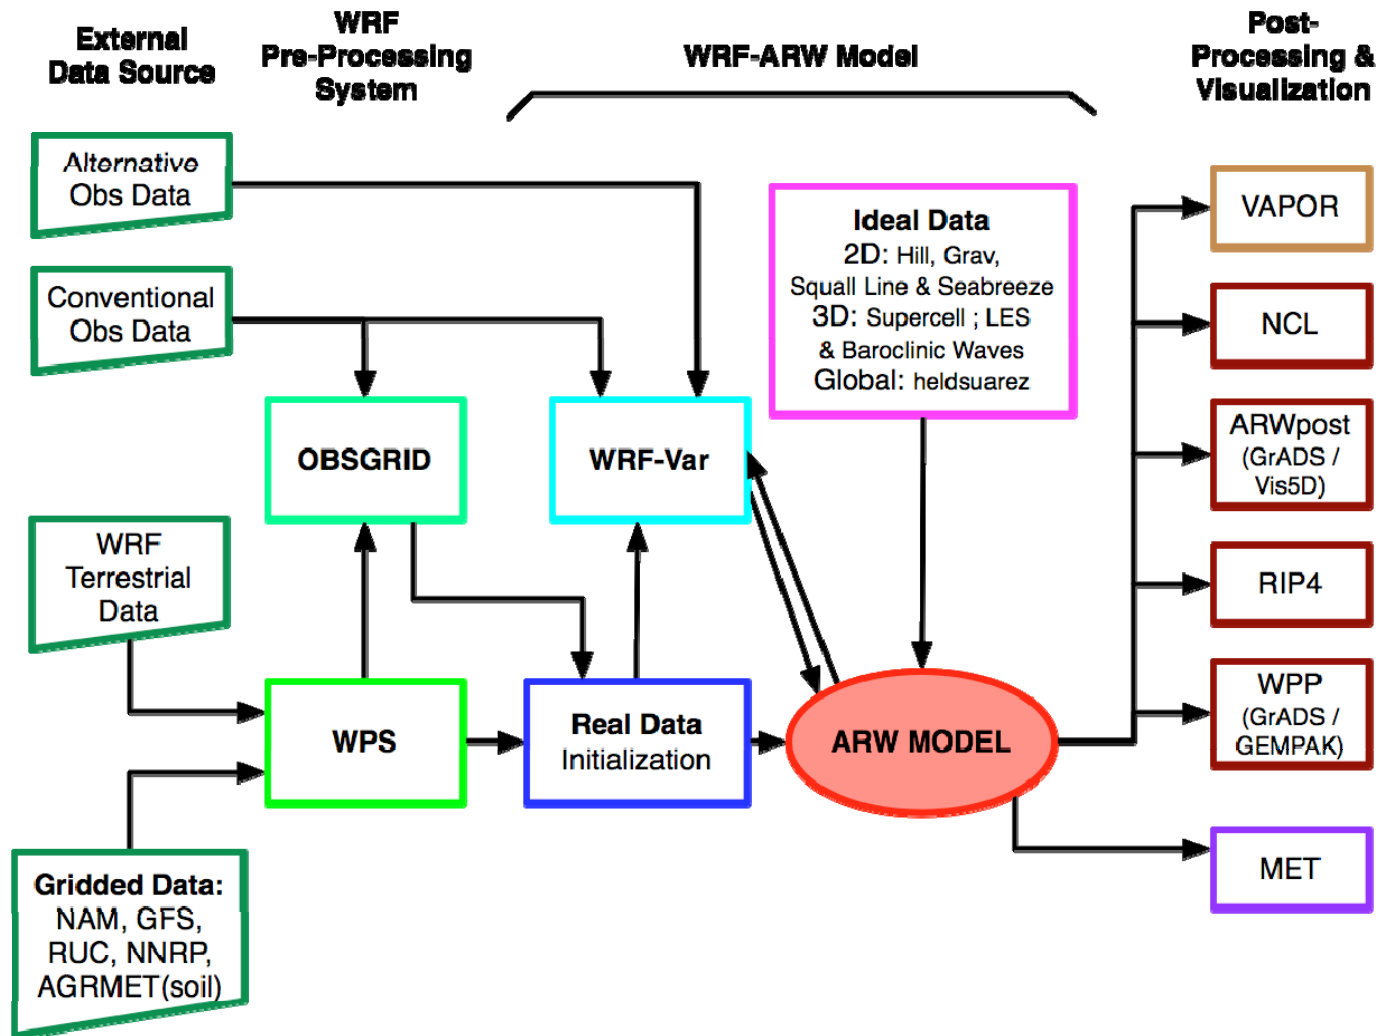 External
Data Source
WRF
Pre-Processing
System
WRF-ARW Model
Post-
Processing &
Visualization
Alternative
Obs Data
Conventional
Obs Data
WRF
Terrestrial
Data
Gridded Data:
NAM, GFS,
RUC, NNRP,
AGRMET(soil)
OBSGRID
WPS
WRF-Var
Real Data
Initialization
Ideal Data
2D: Hill, Grav,
Squall Line & Seabreeze
3D: Supercell ; LES
& Baroclinic Waves
Global: heldsuarez
ARW MODEL
VAPOR
NCL
ARWpost
(GrADS /
Vis5D)
RIP4
WPP
(GrADS /
GEMPAK)
MET